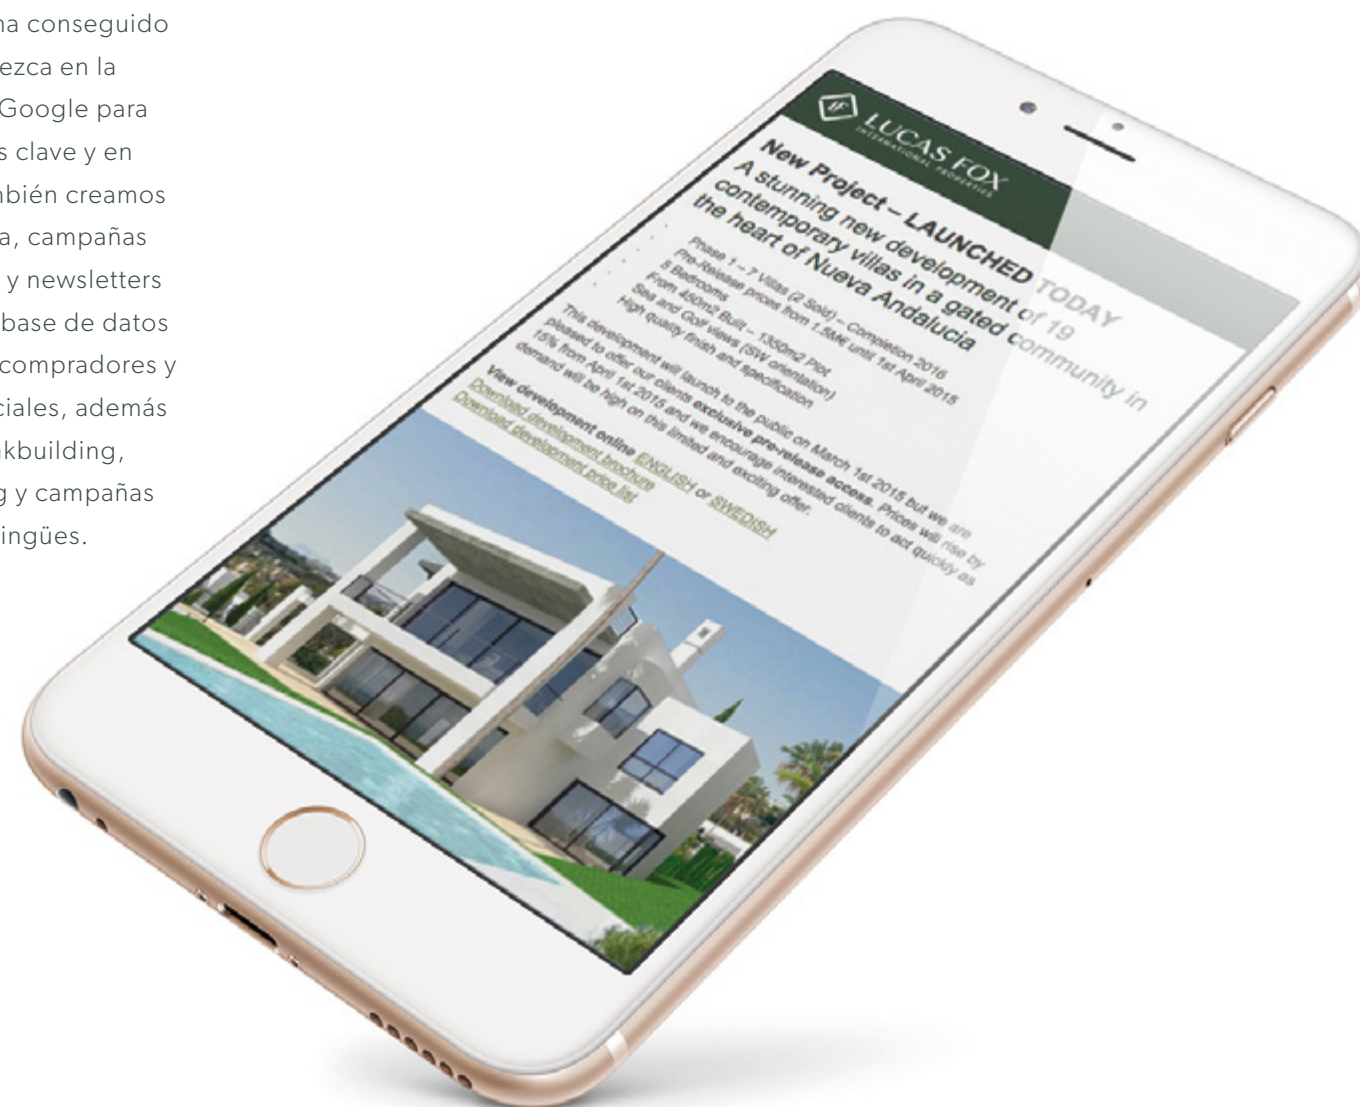 ha conseguido
ezca en la
Google para
s clave y en
mbién creamos
a, campañas
y newsletters
base de datos
compradores y
ciales, además
nkbuilding,
g y campañas
ingües.
LF
LUCAS FOX
INTERNATIONAL PROPERTIES
New Project – LAUNCHED TODAY
A stunning new development of 19
contemporary villas in a gated community in
the heart of Nueva Andalucia
Phase 1 – 7 Villas (2 Sold) – Completion 2016
Pre-Release prices from 1.5M€ until 1st April 2015
5 Bedrooms
From 450m2 Built – 1350m2 Plot
Sea and Golf views (SW orientation)
High quality finish and specification
This development will launch to the public on March 1st 2015 but we are
pleased to offer our clients exclusive pre-release access. Prices will rise by
15% from April 1st 2015 and we encourage interested clients to act quickly as
demand will be high on this limited and exciting offer.
View development online ENGLISH or SWEDISH
Download development brochure
Download development price list